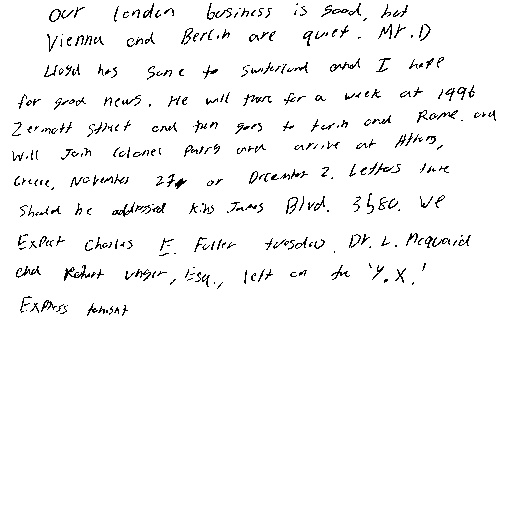 Our london business is good, but
Vienna and Berlin are quiet. Mr. D
Lloyd has gone to Switzerland and I hope
for good news. He will there for a week at 1996
Zermott Street and then goes to turin and Rome. and
will Join Colonel Parry and arrive at Athens,
Greece, November 27 or December 2. Letters there
Should be addressed King James Blvd. 3580. We
Expect Charles E. Fuller tuesday. Dr. L. Mcquaid
and Robert Unger, Esq., left on the 'Y.X.'
Express tonight